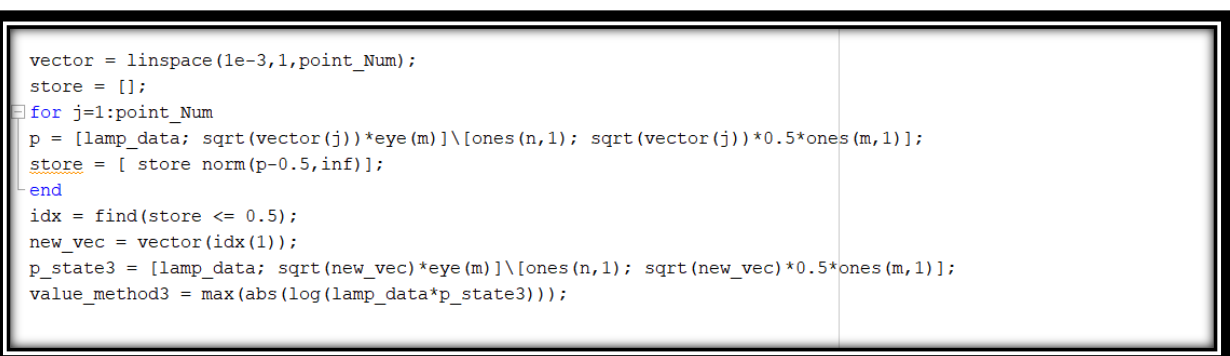 vector = linspace(1e-3,1,point_Num);
store = [];
for j=1:point_Num
p = [lamp_data; sqrt(vector(j))*eye(m)]\[ones(n,1); sqrt(vector(j))*0.5*ones(m,1)];
store = [ store norm(p-0.5,inf)];
end
idx = find(store <= 0.5);
new_vec = vector(idx(1));
p_state3 = [lamp_data; sqrt(new_vec)*eye(m)]\[ones(n,1); sqrt(new_vec)*0.5*ones(m,1)];
value_method3 = max(abs(log(lamp_data*p_state3)));